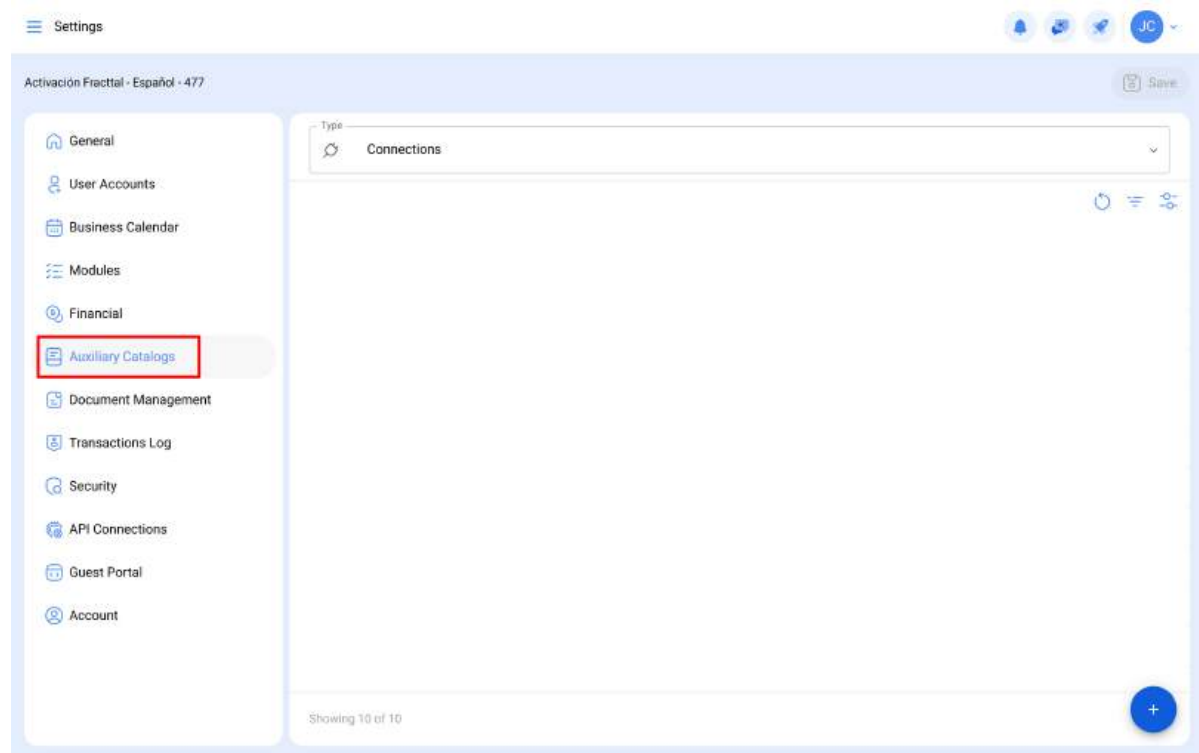 Settings
JC
Activación Fracttal - Español - 477
Save
General
User Accounts
Business Calendar
Modules
Financial
Auxiliary Catalogs
Document Management
Transactions Log
Security
API Connections
Guest Portal
Account
Type
Connections
Showing 10 of 10